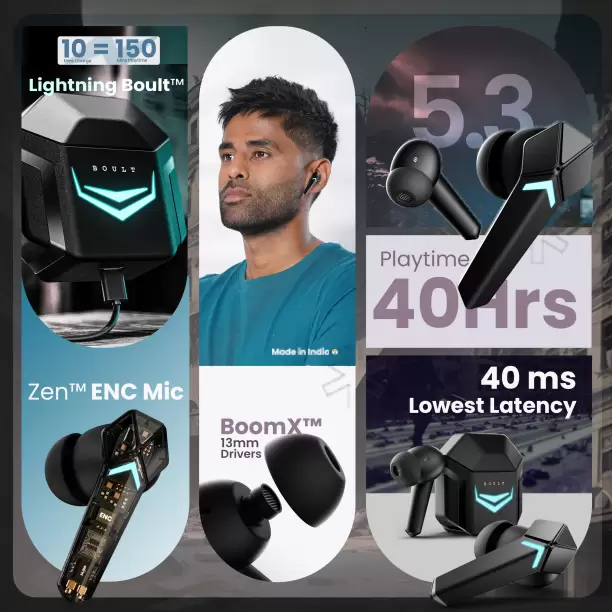 10 = 150
Lightning Boult™
BOULT
5.3
Playtime
40Hrs
Made in India
Zen™ ENC Mic
ENC
BoomX™
13mm
Drivers
40 ms
Lowest Latency
BOULT